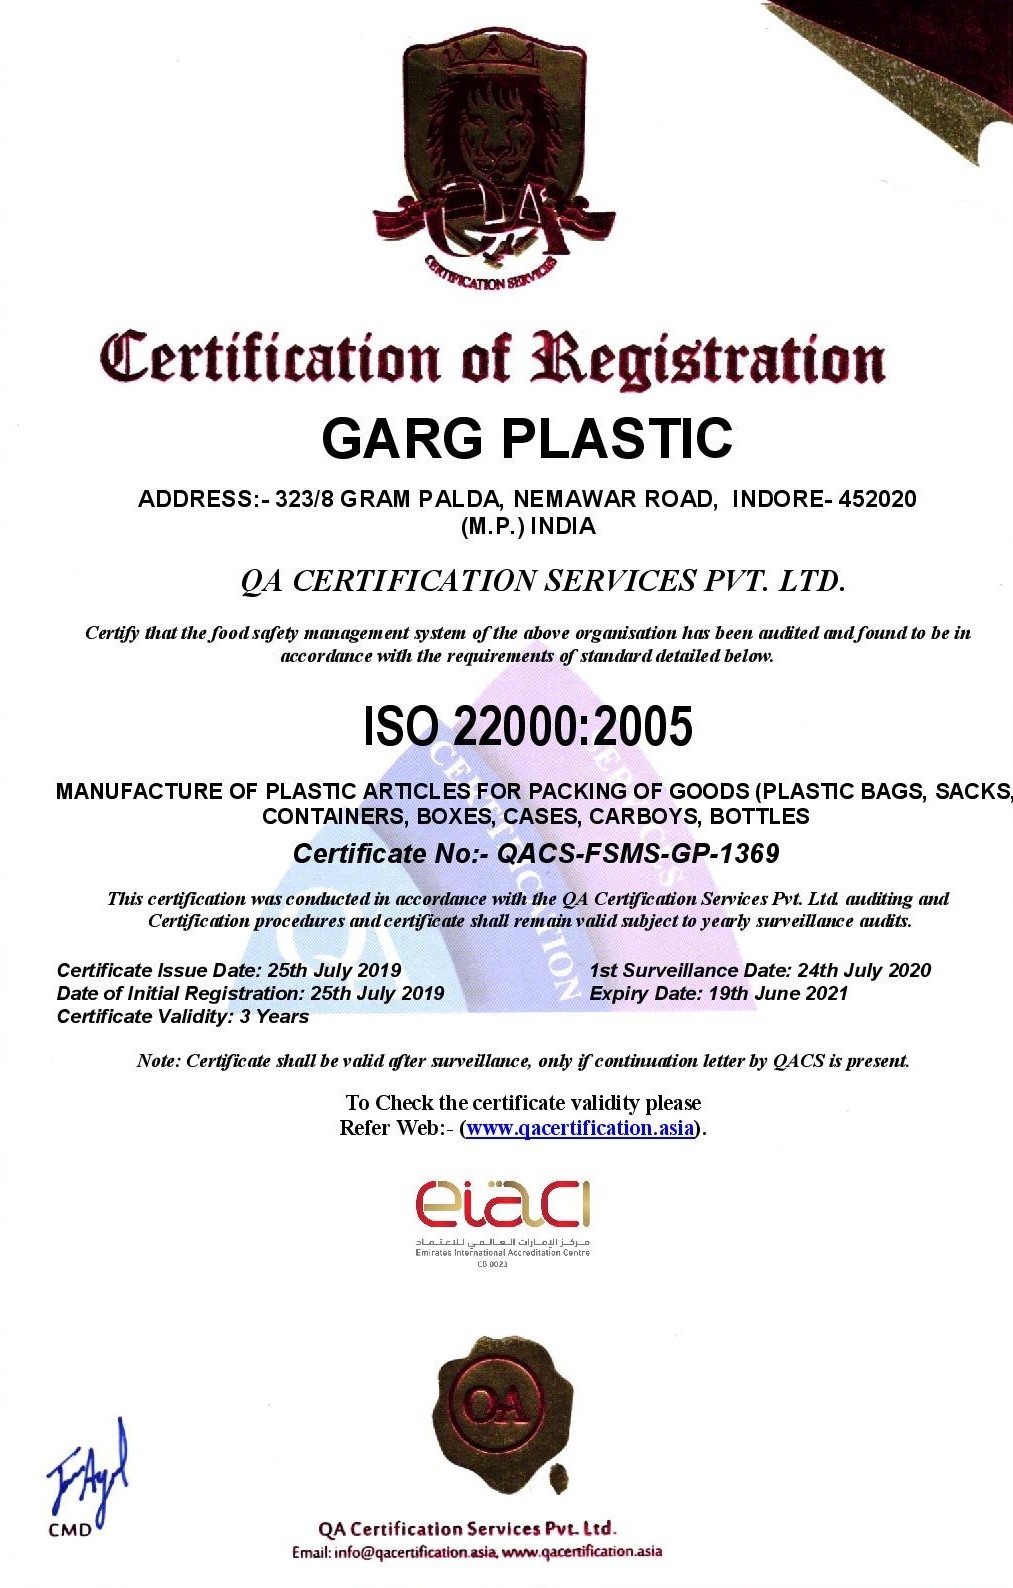 QA
CERTIFICATION SERVICES
Certification of Registration
GARG PLASTIC
ADDRESS:- 323/8 GRAM PALDA, NEMAWAR ROAD, INDORE- 452020
(M.P.) INDIA
QA CERTIFICATION SERVICES PVT. LTD.
Certify that the food safety management system of the above organisation has been audited and found to be in
accordance with the requirements of standard detailed below.
ISO 22000:2005
MANUFACTURE OF PLASTIC ARTICLES FOR PACKING OF GOODS (PLASTIC BAGS, SACKS,
CONTAINERS, BOXES, CASES, CARBOYS, BOTTLES
Certificate No:- QACS-FSMS-GP-1369
QA
CERTIFICATION
SERVICES
This certification was conducted in accordance with the QA Certification Services Pvt. Ltd. auditing and
Certification procedures and certificate shall remain valid subject to yearly surveillance audits.
Certificate Issue Date: 25th July 2019
1st Surveillance Date: 24th July 2020
Date of Initial Registration: 25th July 2019
Expiry Date: 19th June 2021
Certificate Validity: 3 Years
Note: Certificate shall be valid after surveillance, only if continuation letter by QACS is present.
To Check the certificate validity please
Refer Web:- (www.qacertification.asia).
eiaci
مركز الإمارات العالمي للاعتماد
Emirates International Accreditation Centre
CB 0023
QA
CMD
QA Certification Services Pvt. Ltd.
Email: info@qacertification.asia, www.qacertification.asia